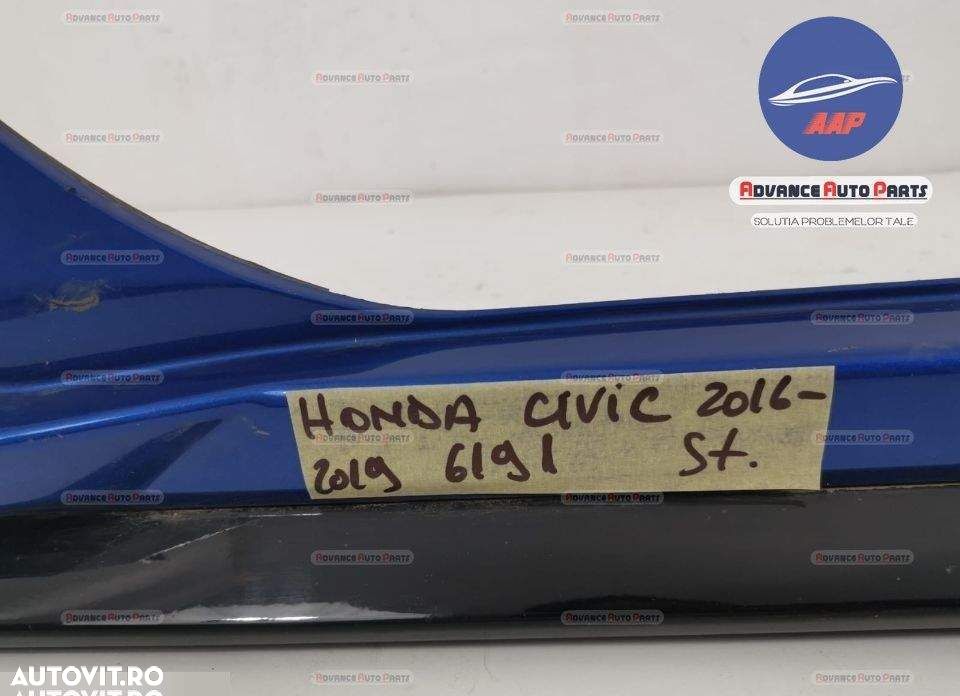 AAP
ADVANCE AUTO PARTS
SOLUTIA PROBLEMELOR TALE
HONDA CIVIC 2016-
2019 6191 St.
AUTOVIT.RO